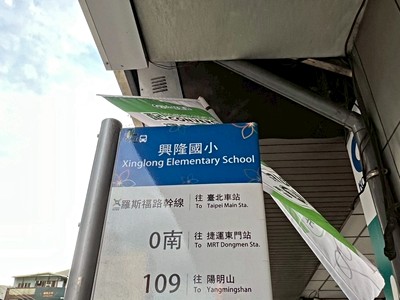 興隆國小
Xinglong Elementary School
羅斯福路幹線 往 臺北車站
To Taipei Main Sta.
0南 往 捷運東門站
To MRT Dongmen Sta.
109 往 陽明山
To Yangmingshan